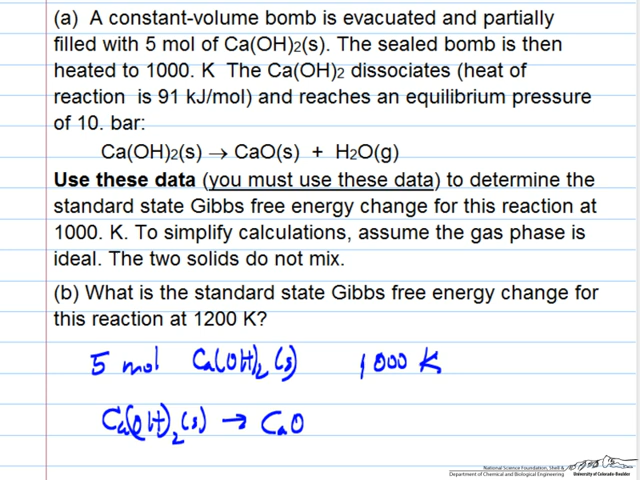 (a) A constant-volume bomb is evacuated and partially
filled with 5 mol of Ca(OH)2(s). The sealed bomb is then
heated to 1000. K The Ca(OH)2 dissociates (heat of
reaction is 91 kJ/mol) and reaches an equilibrium pressure
of 10. bar:
Ca(OH)2(s) → CaO(s) + H2O(g)
Use these data (you must use these data) to determine the
standard state Gibbs free energy change for this reaction at
1000. K. To simplify calculations, assume the gas phase is
ideal. The two solids do not mix.
(b) What is the standard state Gibbs free energy change for
this reaction at 1200 K?
5 mol Ca(OH)2 (s) 1000 K
Ca(OH)2 (s) → CaO
National Science Foundation, Shell &
Department of Chemical and Biological Engineering University of Colorado-Boulder